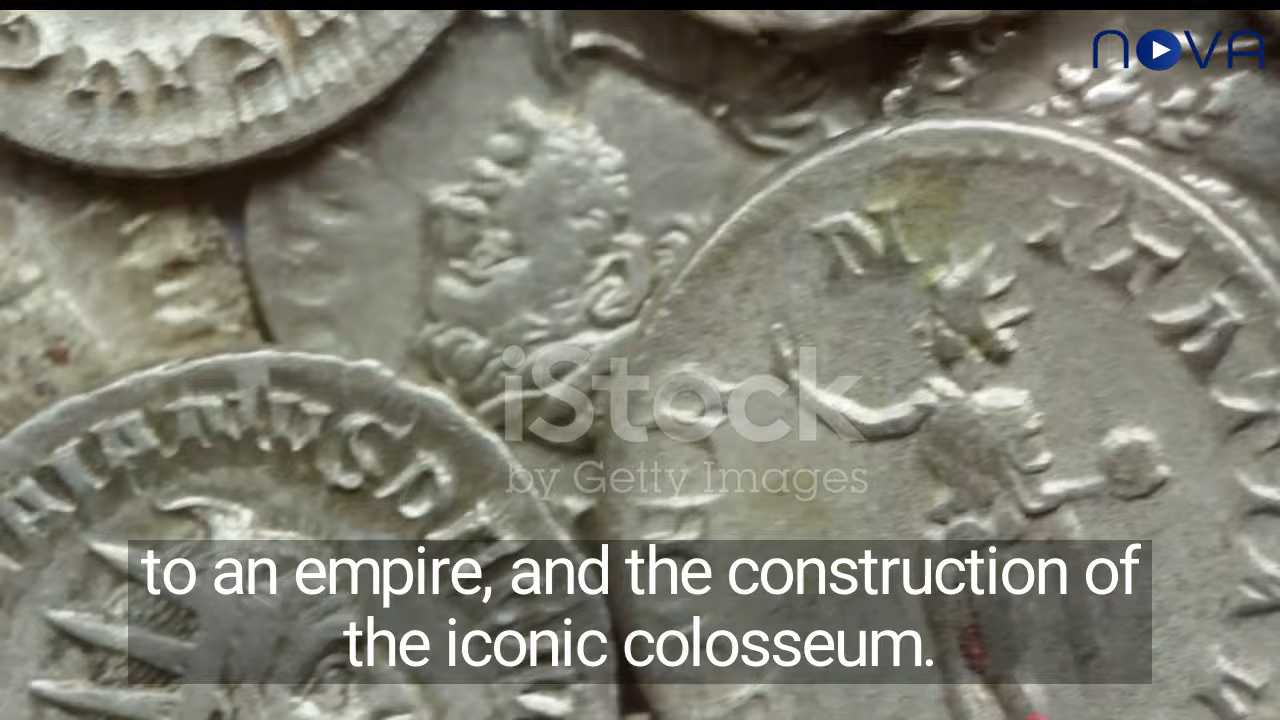 nova
iStock
by Getty Images
to an empire, and the construction of
the iconic colosseum.